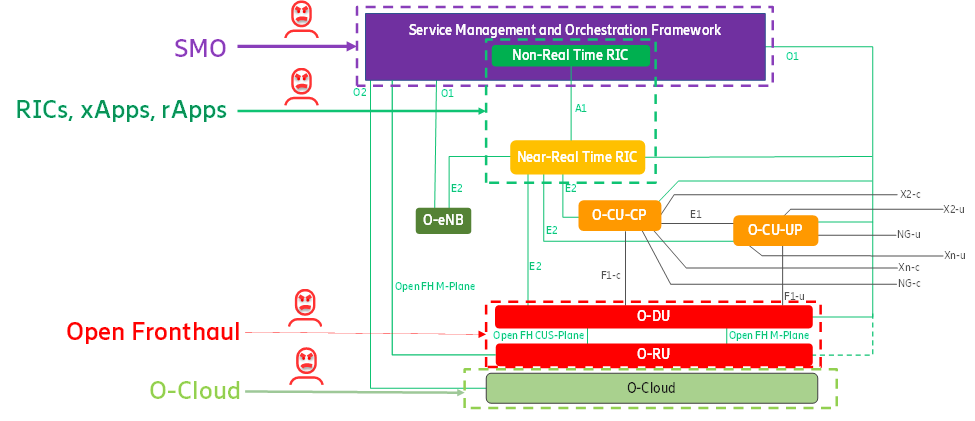 Service Management and Orchestration Framework
SMO
Non-Real Time RIC
O1
O2
O1
RICs, xApps, rApps
A1
Near-Real Time RIC
E2
E2
X2-c
O-eNB
O-CU-CP
E1
X2-u
O-CU-UP
E2
NG-u
Xn-u
E2
Xn-c
F1-c
NG-c
Open FH M-Plane
F1-u
O-DU
Open Fronthaul
Open FH CUS-Plane
Open FH M-Plane
O-RU
O-Cloud
O-Cloud